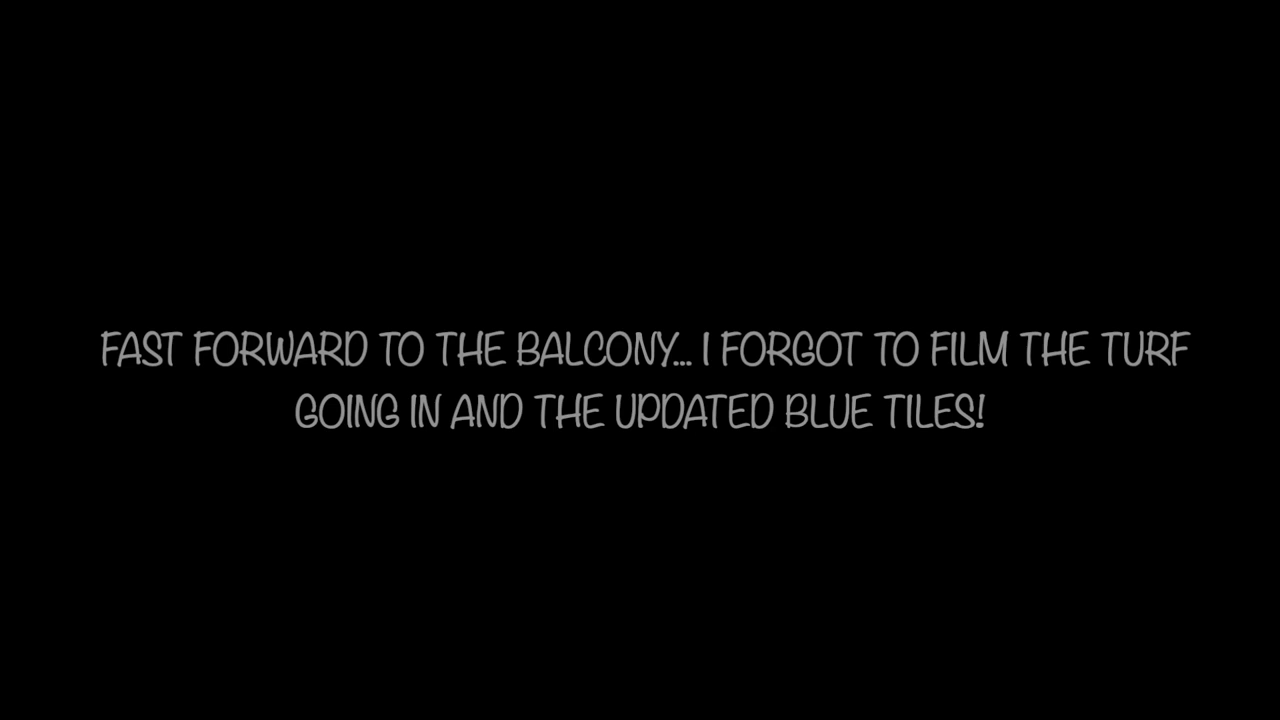 FAST FORWARD TO THE BALCONY... I FORGOT TO FILM THE TURF
GOING IN AND THE UPDATED BLUE TILES!